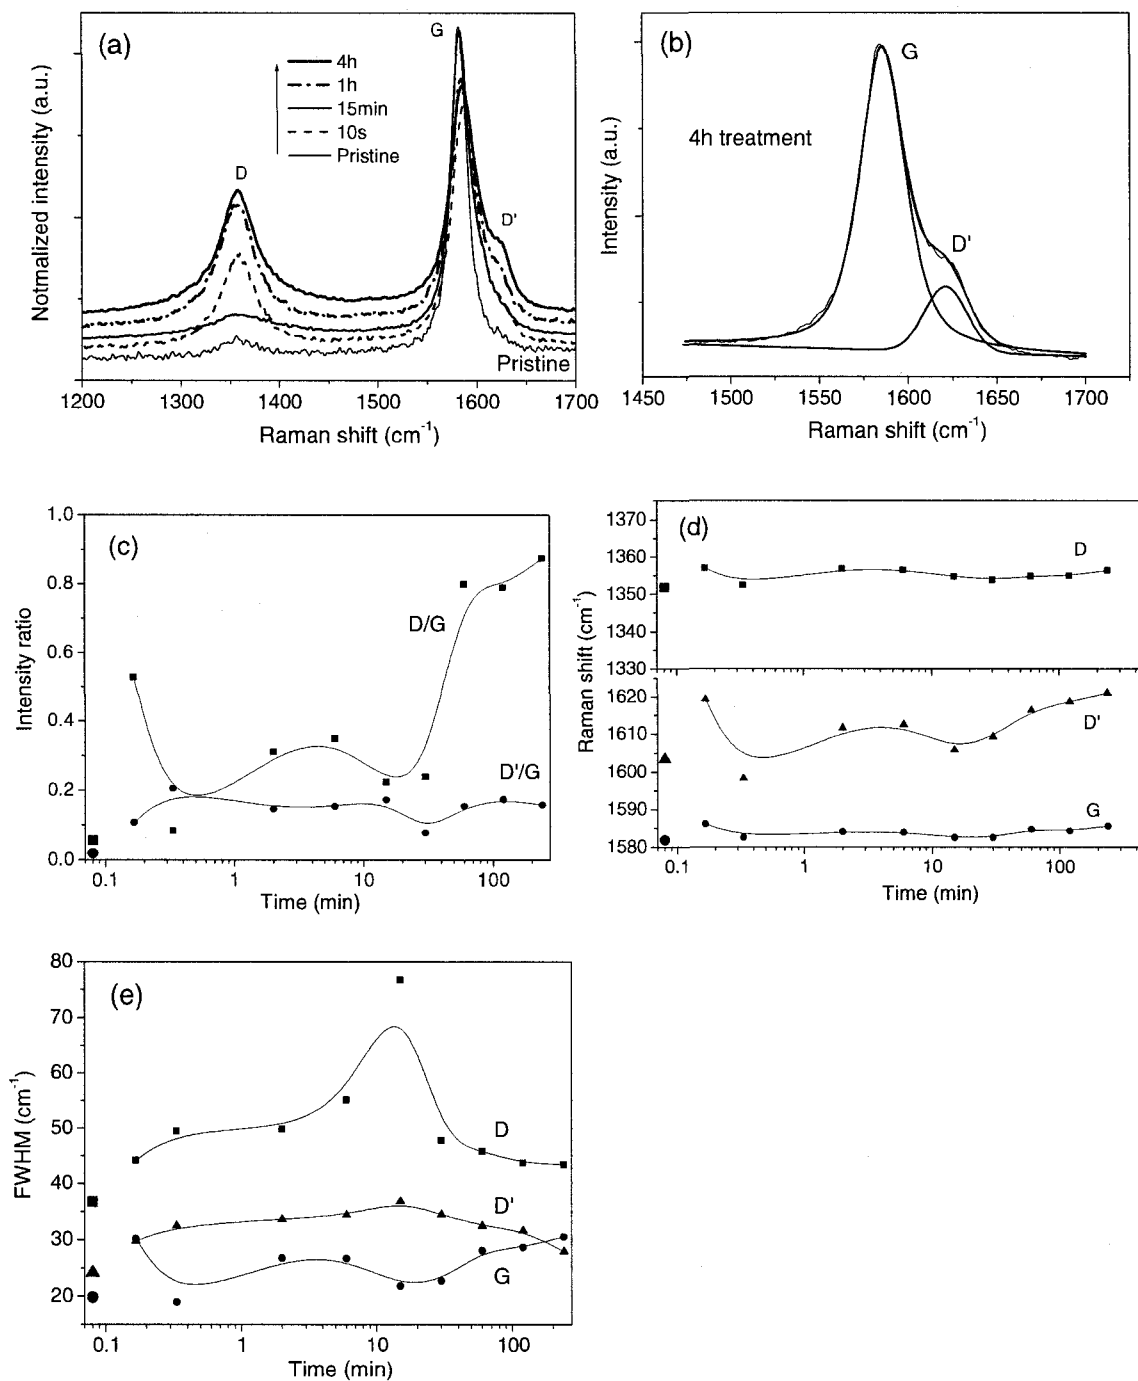 (a)
G
4h
1h
15min
10s
Pristine
D
D'
Pristine
Notmalized intensity (a.u.)
1200 1300 1400 1500 1600 1700
Raman shift (cm-1)
(b)
G
4h treatment
D'
Intensity (a.u.)
1450 1500 1550 1600 1650 1700
Raman shift (cm-1)
(c)
1.0
0.8
0.6
0.4
0.2
0.0
D/G
D'/G
Intensity ratio
0.1 1 10 100
Time (min)
(d)
1370
1360
1350
1340
1330
D
1620
1610
1600
1590
1580
D'
G
Raman shift (cm-1)
0.1 1 10 100
Time (min)
(e)
80
70
60
50
40
30
20
D
D'
G
FWHM (cm-1)
0.1 1 10 100
Time (min)